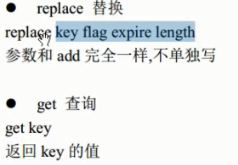 ● replace 替换
replace key flag expire length
参数和 add 完全一样,不单独写
● get 查询
get key
返回 key 的值